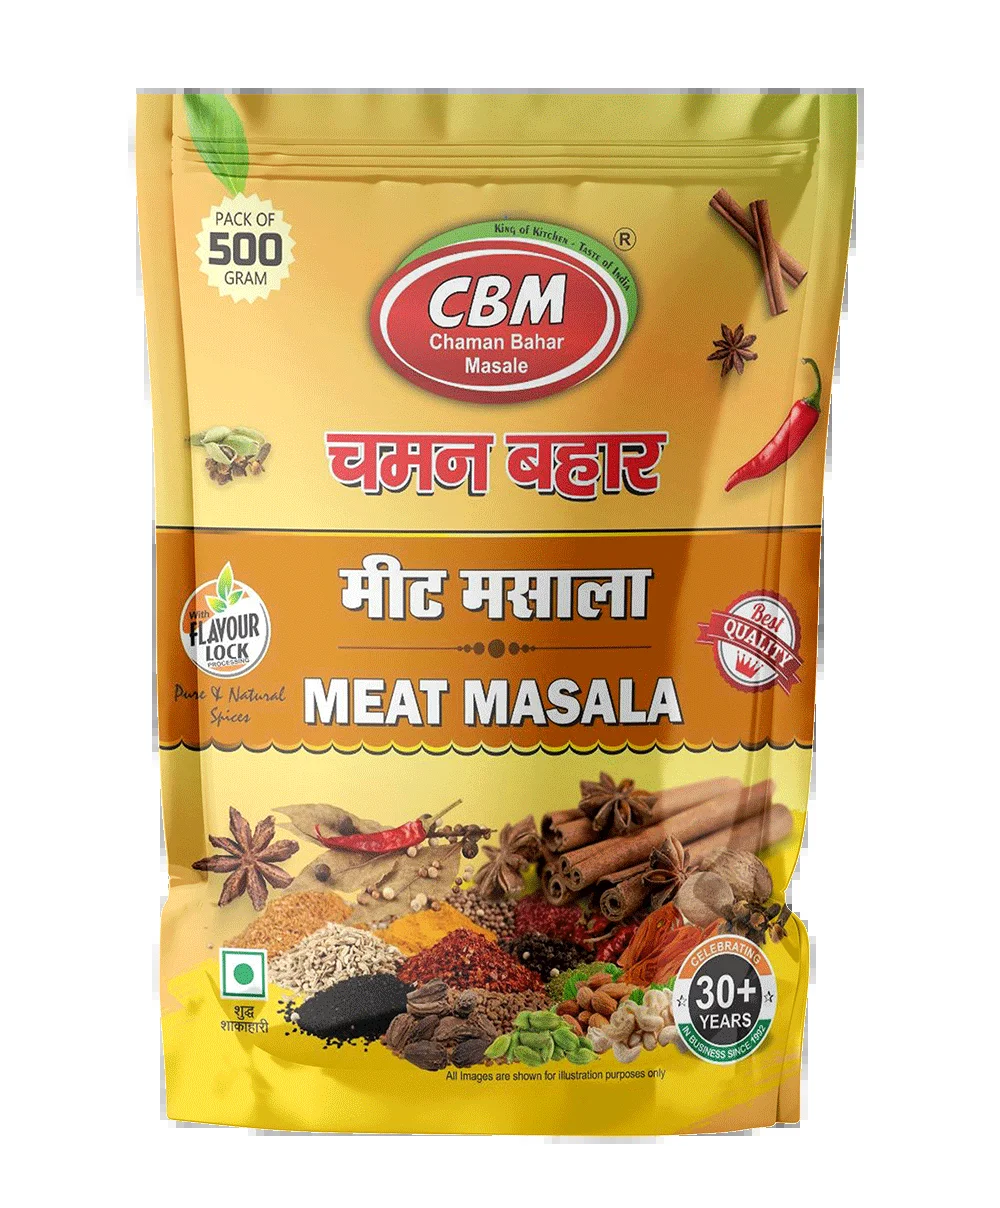 PACK OF
500
GRAM
King of Kitchen - Taste of India
®
CBM
Chaman Bahar
Masale
चमन बहार
मीट मसाला
MEAT MASALA
With
FLAVOUR
LOCK
PROCESSING
Pure & Natural
Spices
Best
QUALITY
शुद्ध
शाकाहारी
CELEBRATING
30+
YEARS
IN BUSINESS SINCE 1992
All Images are shown for illustration purposes only